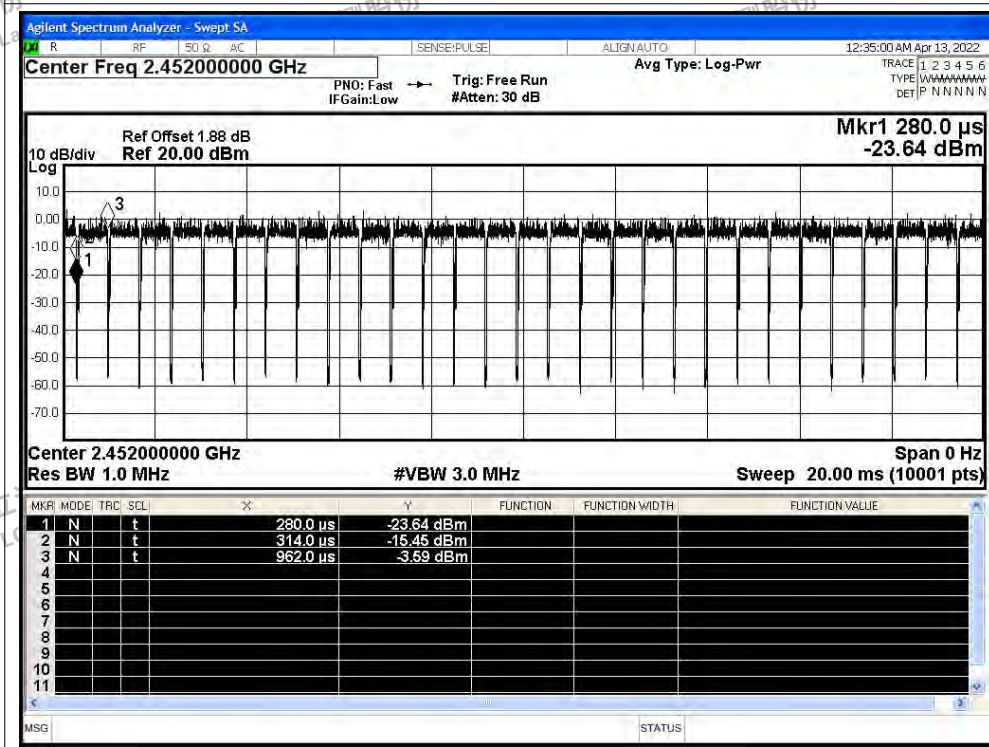 Agilent Spectrum Analyzer - Swept SA
R RF 50 Ω AC SENSE:PULSE ALIGN AUTO 12:35:00 AM Apr 13, 2022
Center Freq 2.452000000 GHz
PNO: Fast
IFGain:Low
Trig: Free Run
#Atten: 30 dB
Avg Type: Log-Pwr
TRACE 1 2 3 4 5 6
TYPE
DET P N N N N N
Mkr1 280.0 µs
-23.64 dBm
Ref Offset 1.88 dB
10 dB/div Ref 20.00 dBm
Log
10.0
0.00
-10.0
-20.0
-30.0
-40.0
-50.0
-60.0
-70.0
3
2
1
Center 2.452000000 GHz Span 0 Hz
Res BW 1.0 MHz #VBW 3.0 MHz Sweep 20.00 ms (10001 pts)
MKR MODE TRC SCL X Y FUNCTION FUNCTION WIDTH FUNCTION VALUE
1 N t 280.0 µs -23.64 dBm
2 N t 314.0 µs -15.45 dBm
3 N t 962.0 µs -3.59 dBm
4
5
6
7
8
9
10
11
MSG STATUS